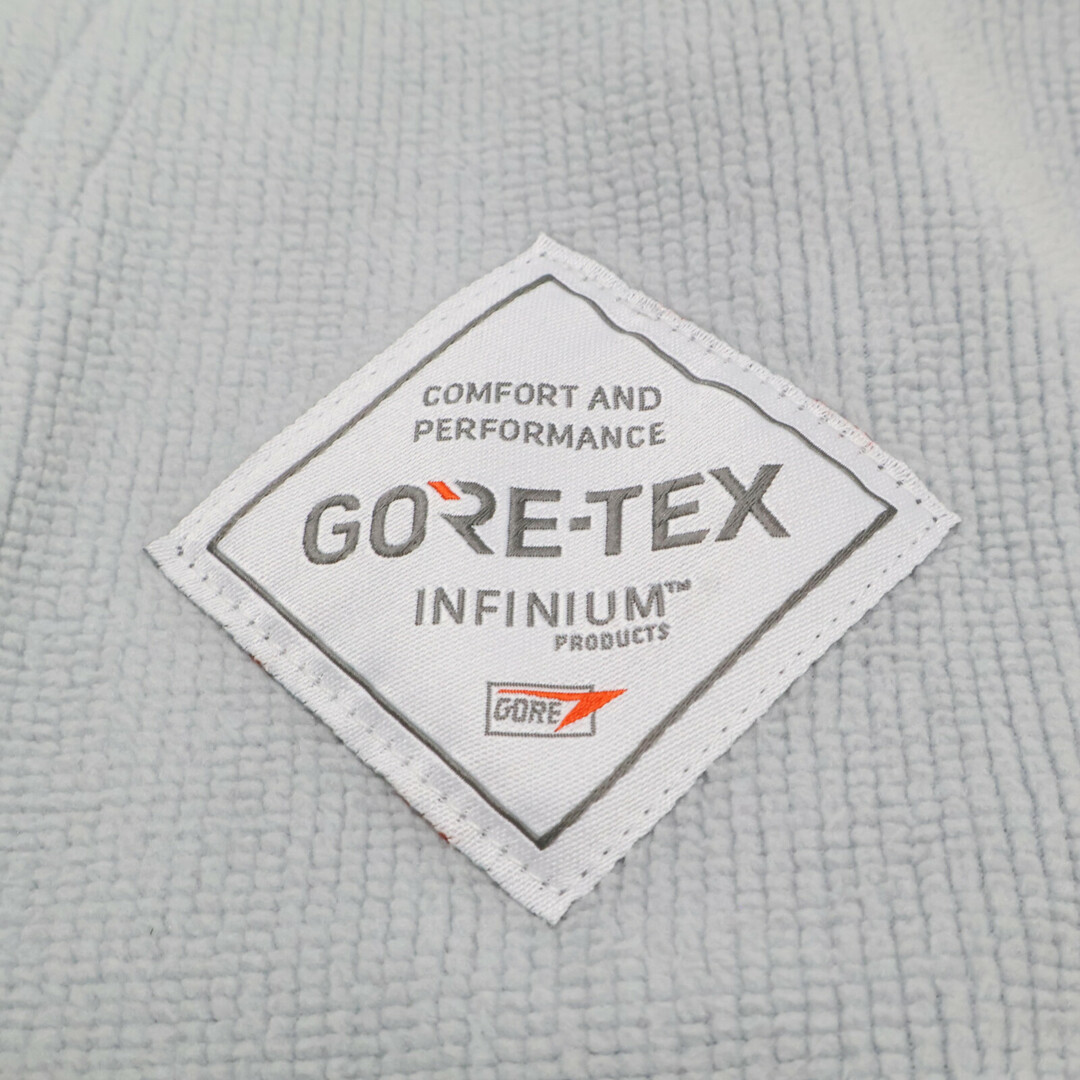 COMFORT AND
PERFORMANCE
GORE-TEX
INFINIUM™
PRODUCTS
GORE